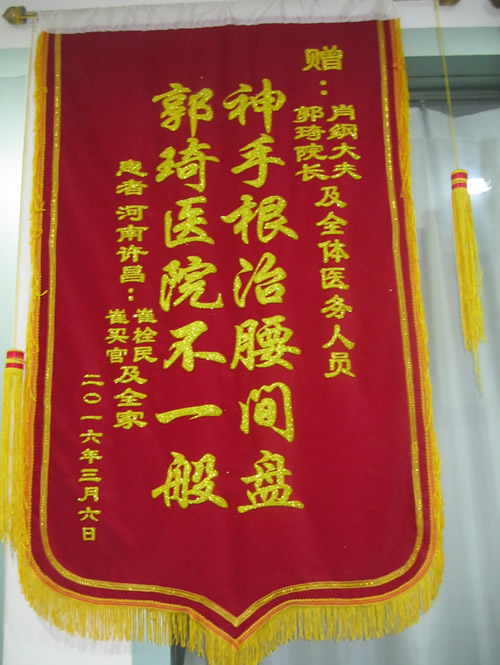 赠：肖纲大夫郭琦院长及全体医务人员
神手根治腰间盘
郭琦医院不一般
患者河南许昌：崔栓民崔买官及全家
二〇一六年三月六日